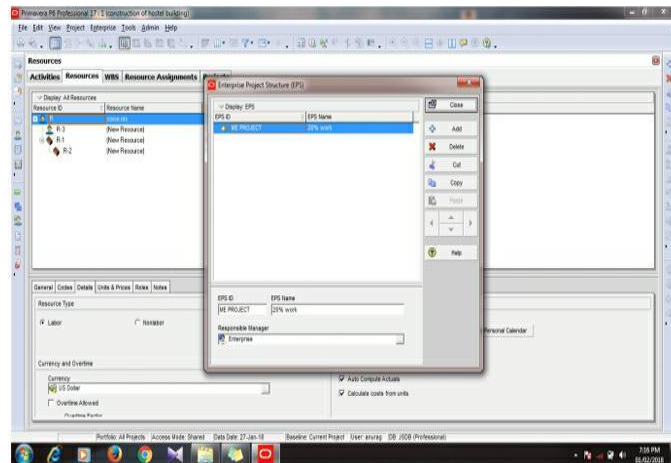 Primavera P6 Professional 17 : 1 (construction of hostel building)
File Edit View Project Enterprise Tools Admin Help
Resources
Activities Resources WBS Resource Assignments Projects
Display: All Resources
Resource ID Resource Name
R
R-3 (New Resource)
R-1 (New Resource)
R-2 (New Resource)
Enterprise Project Structure (EPS)
Display: EPS
EPS ID EPS Name
ME PROJECT 20% work
Close
Add
Delete
Cut
Copy
Paste
Help
EPS ID EPS Name
ME PROJECT 20% work
Responsible Manager
Enterprise
General Codes Details Units & Prices Roles Notes
Resource Type
Labor Nonlabor
Personal Calendar
Currency and Overtime
Currency
US Dollar
Overtime Allowed
Overtime Factor
Auto Compute Actuals
Calculate costs from units
Portfolio: All Projects Access Mode: Shared Data Date: 27-Jan-18 Baseline: Current Project User: anurag DB: (Professional)
7:16 PM
01/02/2018